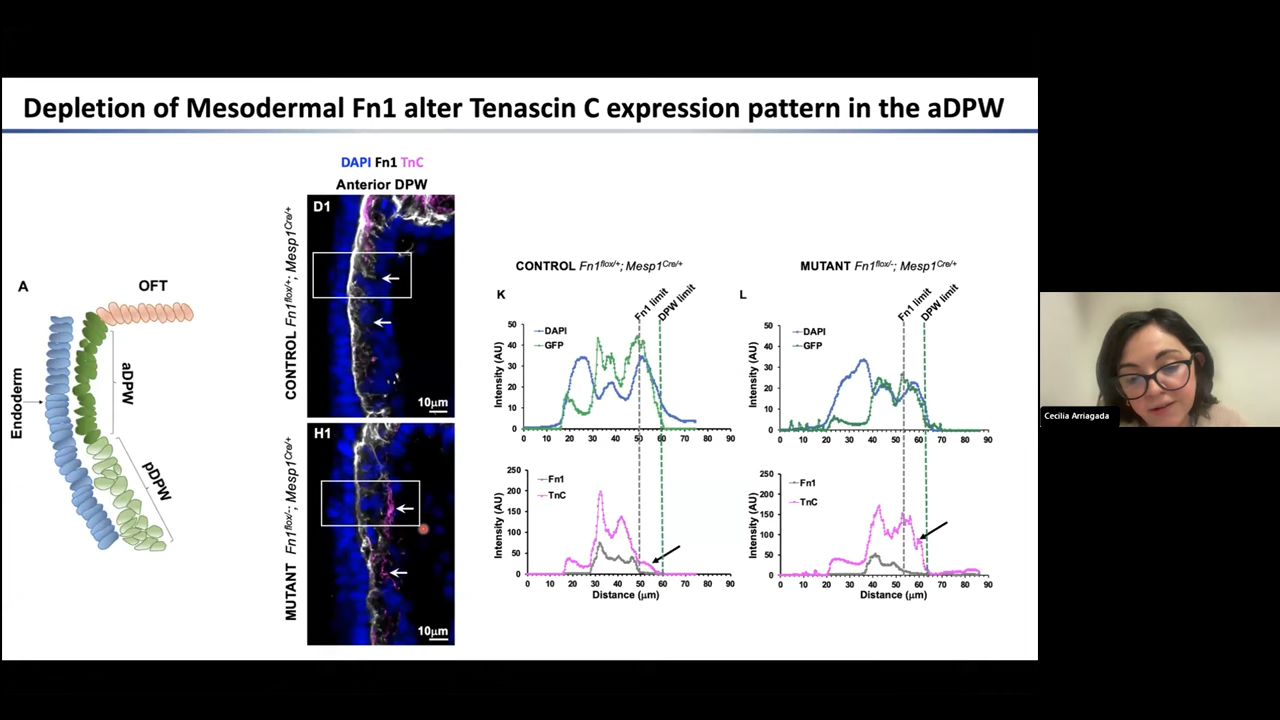 Depletion of Mesodermal Fn1 alter Tenascin C expression pattern in the aDPW
DAPI Fn1 TnC
Anterior DPW
D1
CONTROL Fn1flox/+; Mesp1Cre/+
10μm
H1
MUTANT Fn1flox/-; Mesp1Cre/+
10μm
A
OFT
Endoderm
aDPW
pDPW
CONTROL Fn1flox/+; Mesp1Cre/+
K
Fn1 limit
DPW limit
DAPI
GFP
Intensity (AU)
50
40
30
20
10
0
0 10 20 30 40 50 60 70 80 90
Fn1
TnC
Intensity (AU)
250
200
150
100
50
0
0 10 20 30 40 50 60 70 80 90
Distance (μm)
MUTANT Fn1flox/-; Mesp1Cre/+
L
Fn1 limit
DPW limit
DAPI
GFP
Intensity (AU)
50
40
30
20
10
0
0 10 20 30 40 50 60 70 80 90
Fn1
TnC
Intensity (AU)
250
200
150
100
50
0
0 10 20 30 40 50 60 70 80 90
Distance (μm)
Cecilia Arriagada